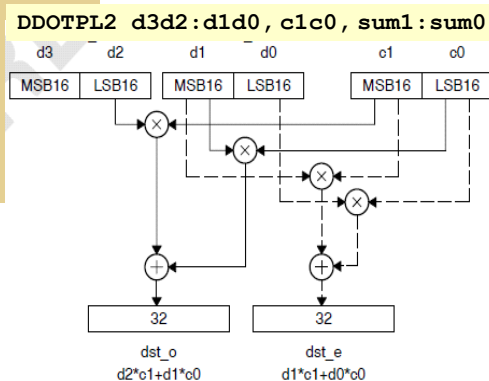 DDOTPL2 d3d2:d1d0, c1c0, sum1:sum0
d3 d2 d1 d0 c1 c0
MSB16 LSB16 MSB16 LSB16 MSB16 LSB16
×
×
×
×
+ +
32 32
dst_o dst_e
d2*c1+d1*c0 d1*c1+d0*c0